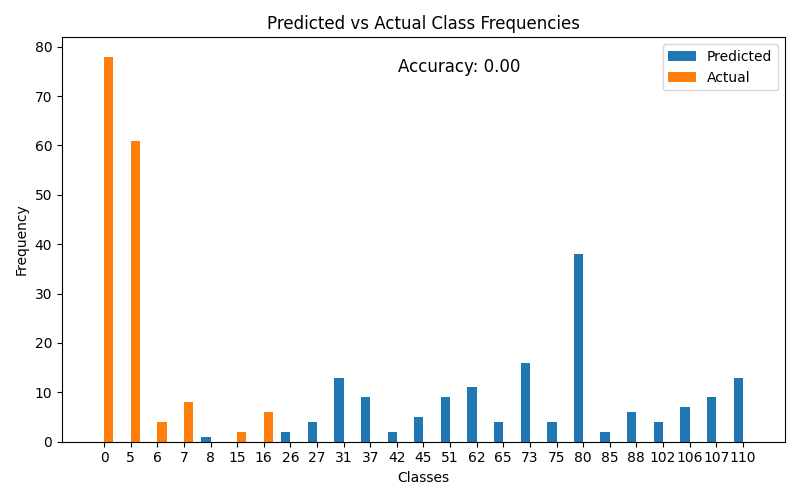 Predicted vs Actual Class Frequencies
Accuracy: 0.00
Predicted
Actual
Frequency
80
70
60
50
40
30
20
10
0
0 5 6 7 8 15 16 26 27 31 37 42 45 51 62 65 73 75 80 85 88 102 106 107 110
Classes